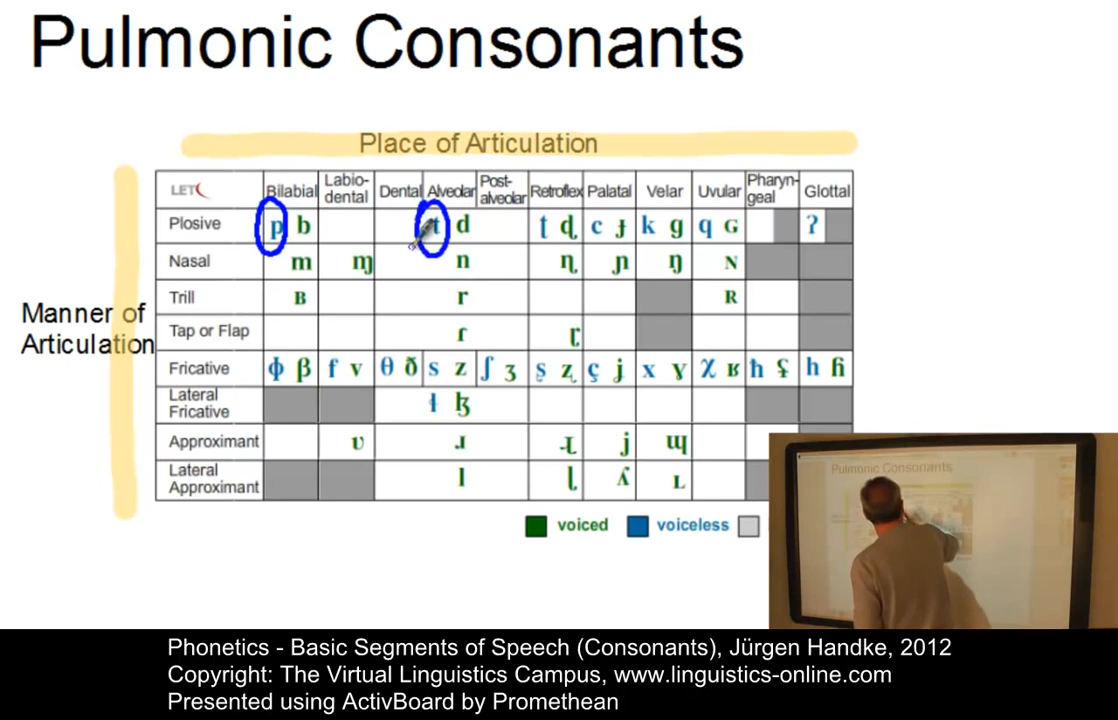 Pulmonic Consonants
Place of Articulation
Manner of
Articulation
LET
Bilabial Labio-dental Dental Alveolar Post-alveolar Retroflex Palatal Velar Uvular Pharyn-geal Glottal
Plosive p b t d ʈ ɖ c ɟ k g q ɢ ʔ
Nasal m ɱ n ɳ ɲ ŋ ɴ
Trill ʙ r ʀ
Tap or Flap ɾ ɽ
Fricative ɸ β f v θ ð s z ʃ ʒ ʂ ʐ ç ʝ x ɣ χ ʁ ħ ʕ h ɦ
Lateral
Fricative ɬ ɮ
Approximant ʋ ɹ ɻ j ɰ
Lateral
Approximant l ɭ ʎ ʟ
voiced voiceless
Pulmonic Consonants
Phonetics - Basic Segments of Speech (Consonants), Jürgen Handke, 2012
Copyright: The Virtual Linguistics Campus, www.linguistics-online.com
Presented using ActivBoard by Promethean